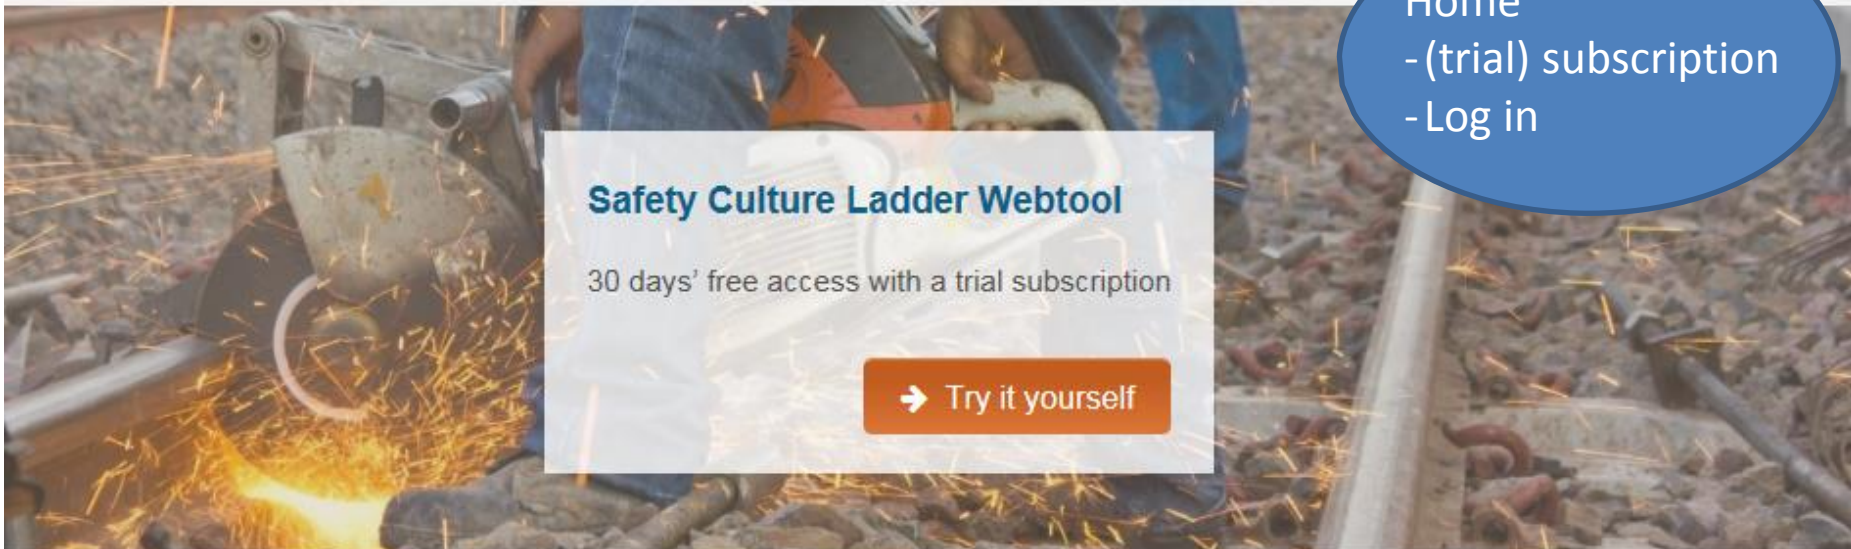 Home
-(trial) subscription
-Log in
Safety Culture Ladder Webtool
30 days’ free access with a trial subscription
Try it yourself